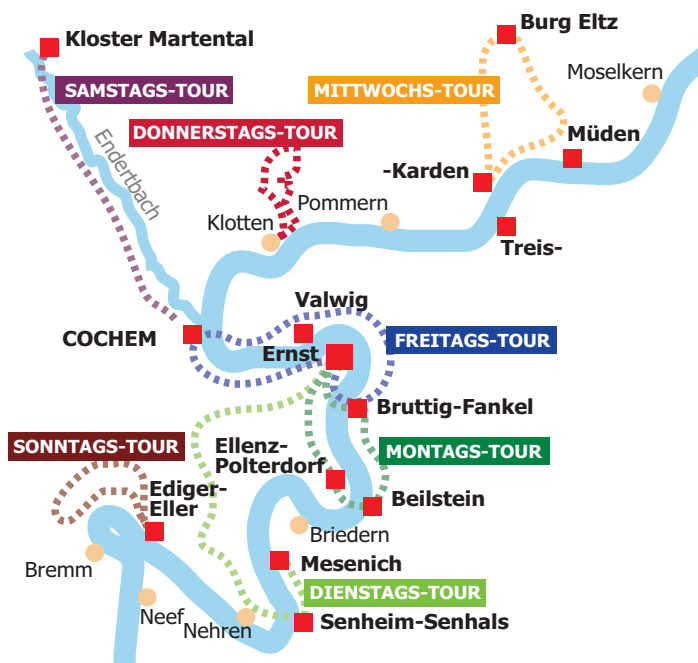 Burg Eltz
Kloster Martental
Moselkern
SAMSTAGS-TOUR
MITTWOCHS-TOUR
DONNERSTAGS-TOUR
Müden
Endertbach
-Karden
Pommern
Klotten
Treis-
Valwig
COCHEM
FREITAGS-TOUR
Ernst
Bruttig-Fankel
SONNTAGS-TOUR
Ellenz-
Polterdorf
MONTAGS-TOUR
Ediger-
Eller
Beilstein
Briedern
Bremm
Mesenich
DIENSTAGS-TOUR
Neef
Nehren
Senheim-Senhals